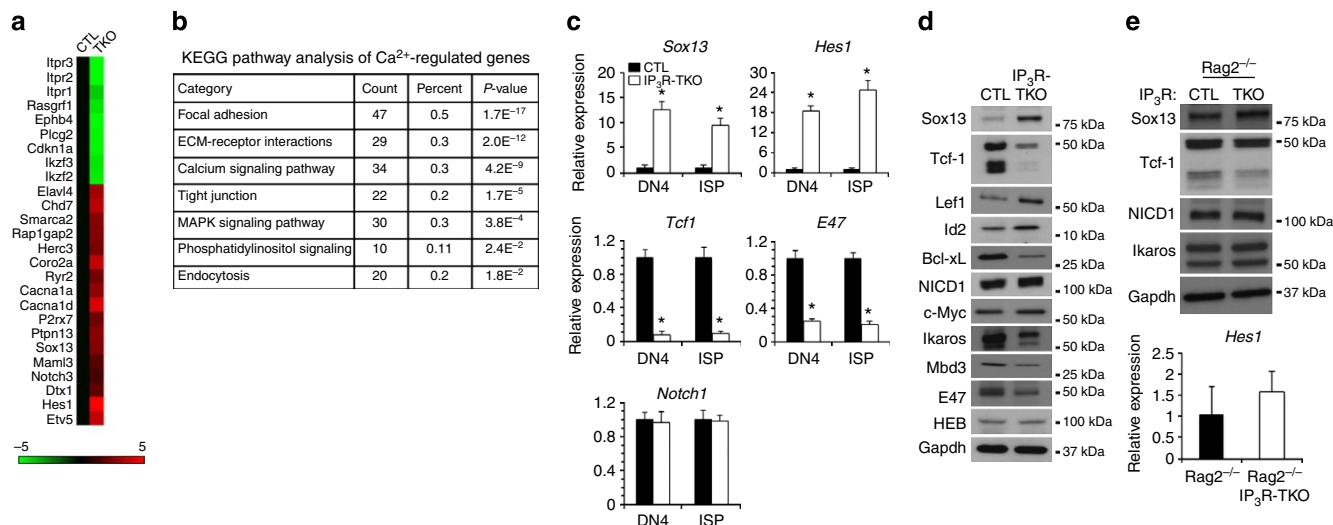 a
CTL
TKO
Itpr3
Itpr2
Itpr1
Rasgrf1
Ephb4
Plcg2
Cdkn1a
Ikzf3
Ikzf2
Elavl4
Chd7
Smarca2
Rap1gap2
Herc3
Coro2a
Ryr2
Cacna1a
Cacna1d
P2rx7
Ptpn13
Sox13
Maml3
Notch3
Dtx1
Hes1
Etv5
–5 5
b
KEGG pathway analysis of Ca2+-regulated genes
Category Count Percent P-value
Focal adhesion 47 0.5 1.7E–17
ECM-receptor interactions 29 0.3 2.0E–12
Calcium signaling pathway 34 0.3 4.2E–9
Tight junction 22 0.2 1.7E–5
MAPK signaling pathway 30 0.3 3.8E–4
Phosphatidylinositol signaling 10 0.11 2.4E–2
Endocytosis 20 0.2 1.8E–2
c
Sox13
Relative expression
20
15
10
5
0
CTL
IP3R-TKO
* *
DN4 ISP
Hes1
30
24
18
12
6
0
* *
DN4 ISP
Tcf1
Relative expression
1.2
0.8
0.4
0
* *
DN4 ISP
E47
1.2
0.8
0.4
0
* *
DN4 ISP
Notch1
1.2
0.8
0.4
0
DN4 ISP
d
IP3R-
CTL TKO
Sox13 75 kDa
Tcf-1 50 kDa
Lef1 50 kDa
Id2 10 kDa
Bcl-xL 25 kDa
NICD1 100 kDa
c-Myc 50 kDa
Ikaros 50 kDa
Mbd3 25 kDa
E47 50 kDa
HEB 100 kDa
Gapdh 37 kDa
e
Rag2–/–
IP3R: CTL TKO
Sox13 75 kDa
Tcf-1 50 kDa
NICD1 100 kDa
Ikaros 50 kDa
Gapdh 37 kDa
Hes1
Relative expression
2.5
2
1.5
1
0.5
0
Rag2–/– Rag2–/–
IP3R-TKO